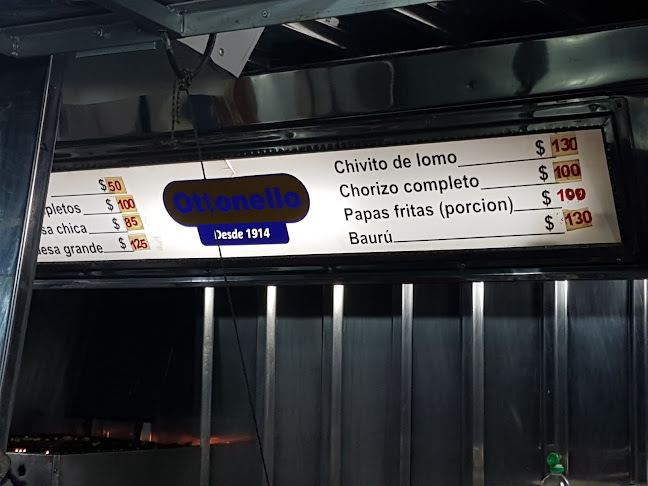 $ 50
pletos $ 100
sa chica $ 85
esa grande $ 125
Ottonello
Desde 1914
Chivito de lomo $ 130
Chorizo completo $ 100
Papas fritas (porcion) $ 100
Baurú $ 130